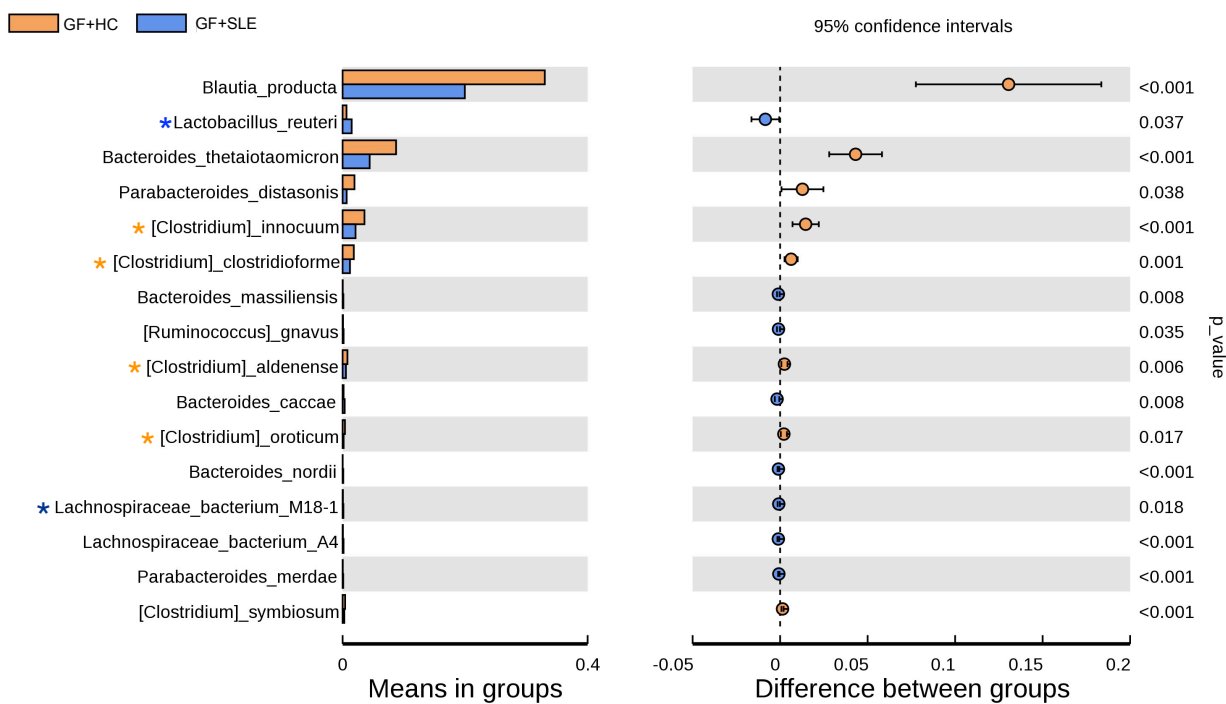 GF+HC GF+SLE
95% confidence intervals
Blautia_producta <0.001
*Lactobacillus_reuteri 0.037
Bacteroides_thetaiotaomicron <0.001
Parabacteroides_distasonis 0.038
* [Clostridium]_innocuum <0.001
* [Clostridium]_clostridioforme 0.001
Bacteroides_massiliensis 0.008
[Ruminococcus]_gnavus 0.035
* [Clostridium]_aldenense 0.006
Bacteroides_caccae 0.008
* [Clostridium]_oroticum 0.017
Bacteroides_nordii <0.001
* Lachnospiraceae_bacterium_M18-1 0.018
Lachnospiraceae_bacterium_A4 <0.001
Parabacteroides_merdae <0.001
[Clostridium]_symbiosum <0.001
p_value
0 0.4 -0.05 0 0.05 0.1 0.15 0.2
Means in groups Difference between groups